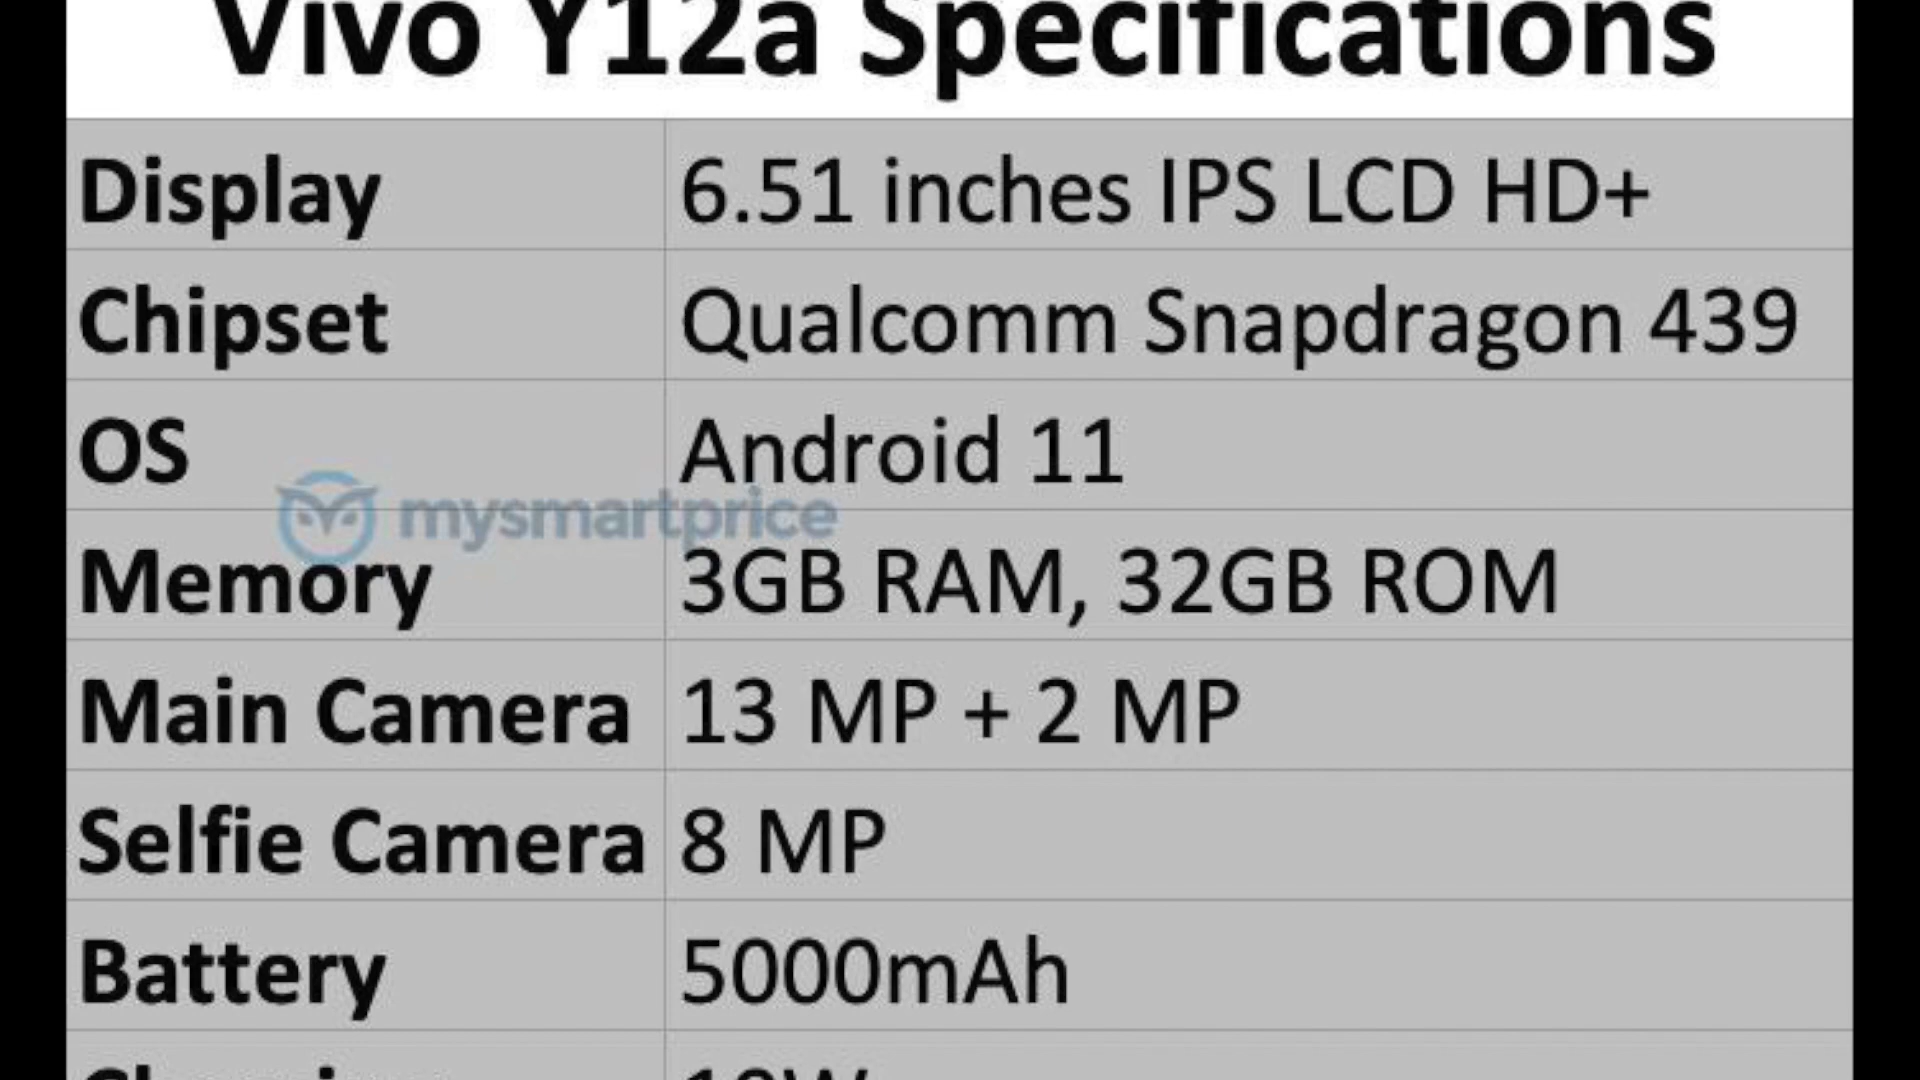 Vivo Y12a Specifications
Display 6.51 inches IPS LCD HD+
Chipset Qualcomm Snapdragon 439
OS Android 11
mysmartprice
Memory 3GB RAM, 32GB ROM
Main Camera 13 MP + 2 MP
Selfie Camera 8 MP
Battery 5000mAh